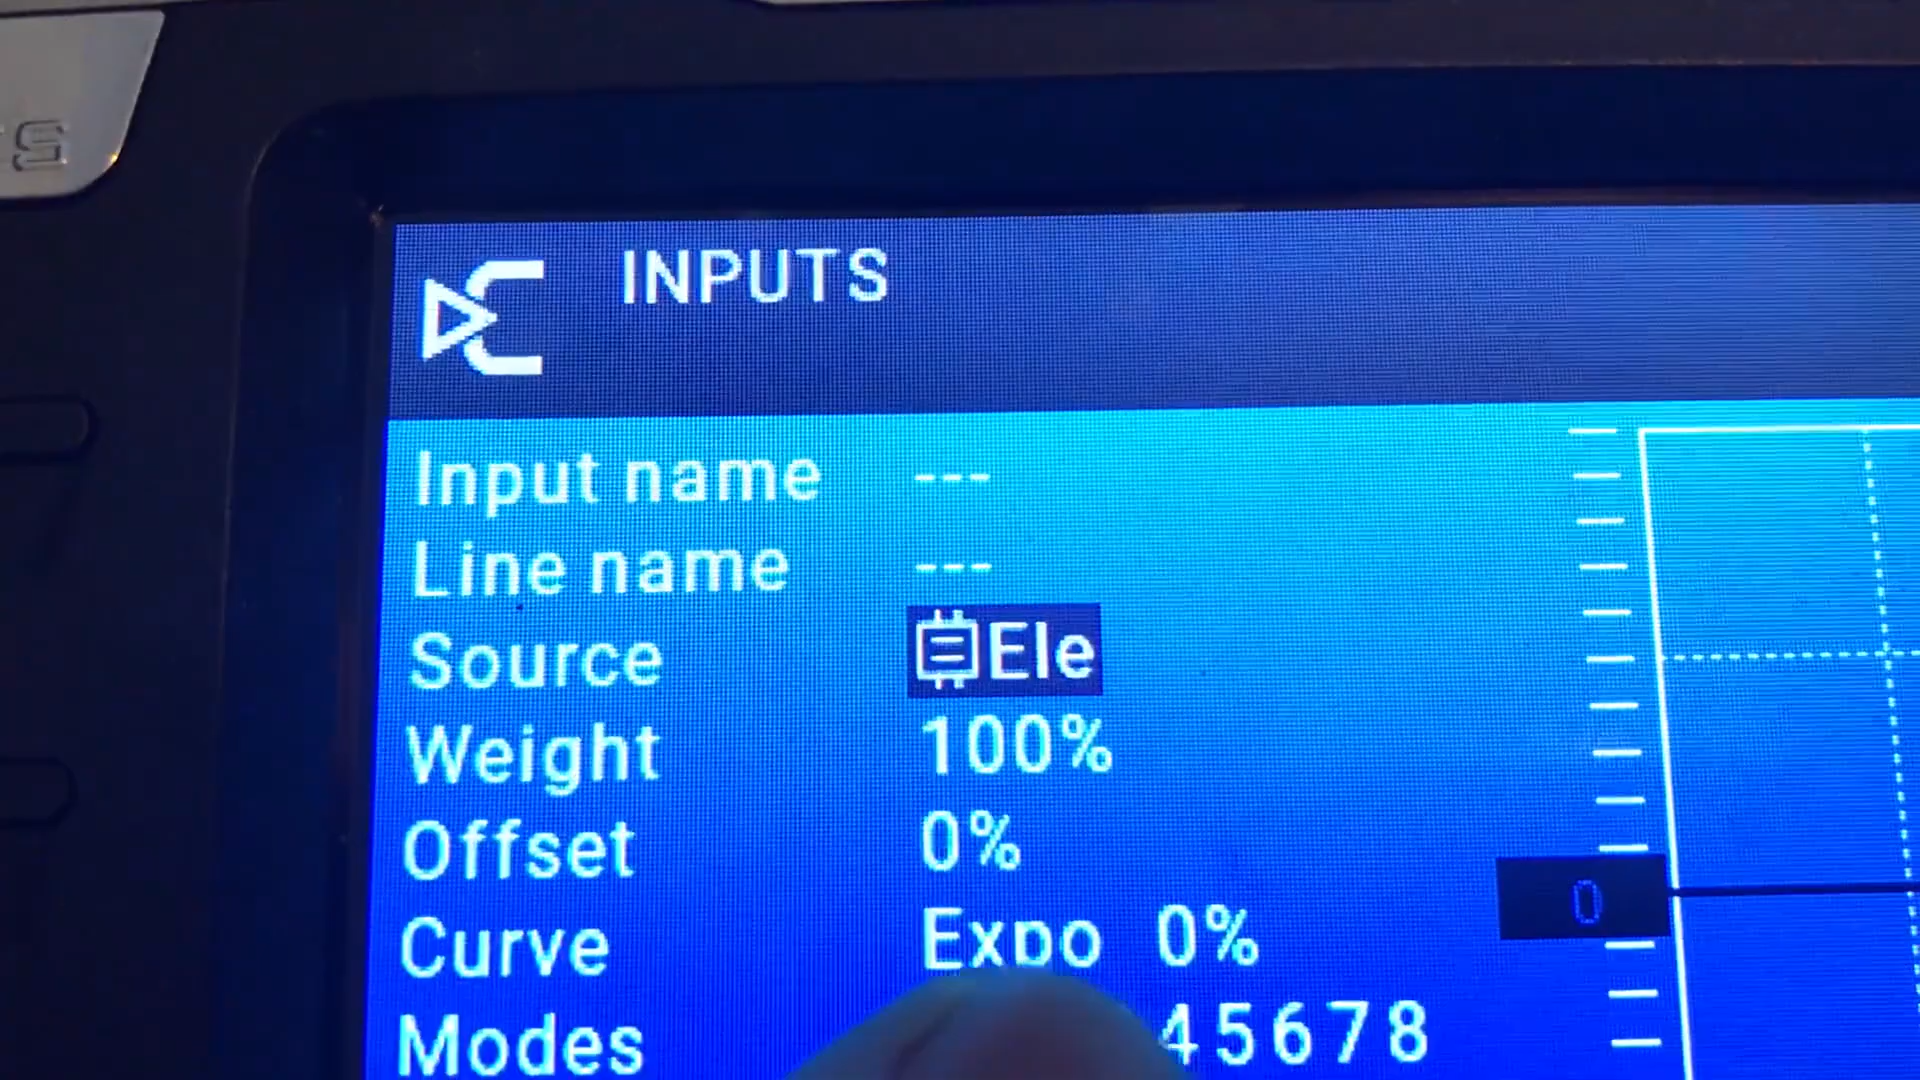 S
INPUTS
Input name ---
Line name ---
Source Ele
Weight 100%
Offset 0%
0
Curve Expo 0%
Modes 45678